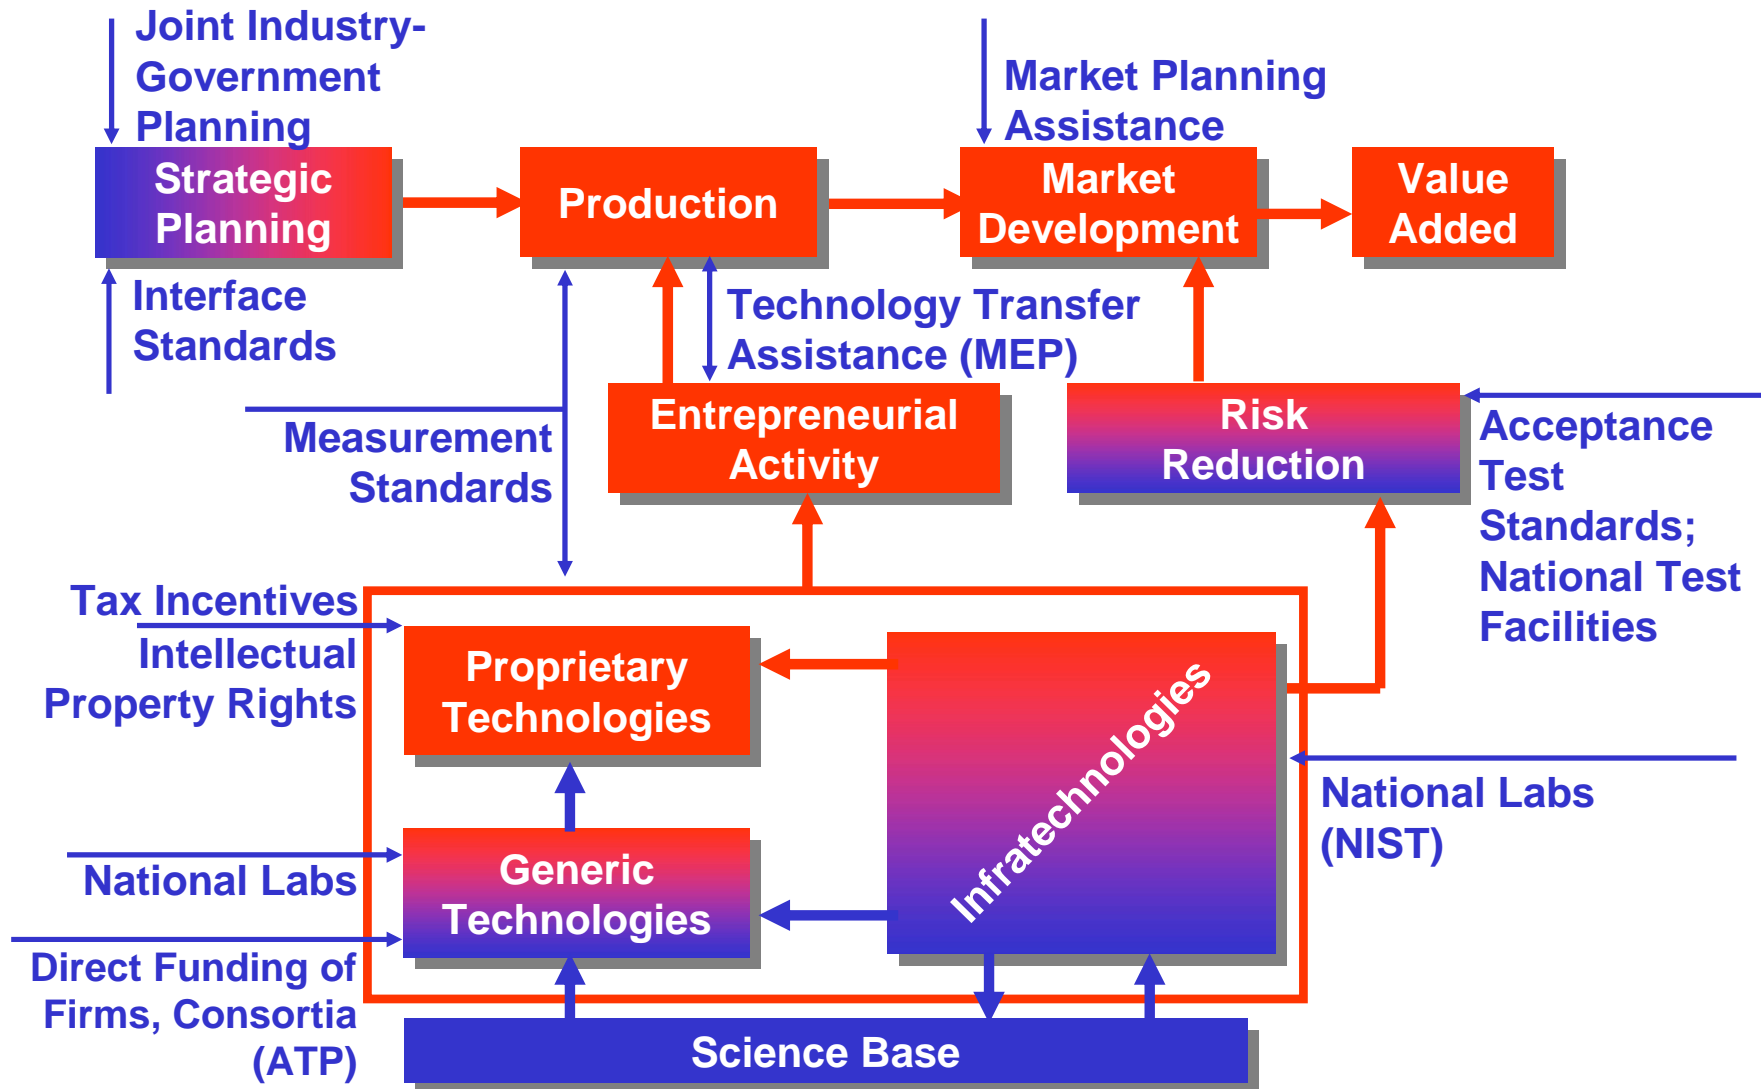 Joint Industry-
Government
Planning
Market Planning
Assistance
Strategic
Planning
Production
Market
Development
Value
Added
Interface
Standards
Technology Transfer
Assistance (MEP)
Measurement
Standards
Entrepreneurial
Activity
Risk
Reduction
Acceptance
Test
Standards;
National Test
Facilities
Tax Incentives
Intellectual
Property Rights
Proprietary
Technologies
Infratechnologies
National Labs
(NIST)
National Labs
Generic
Technologies
Direct Funding of
Firms, Consortia
(ATP)
Science Base